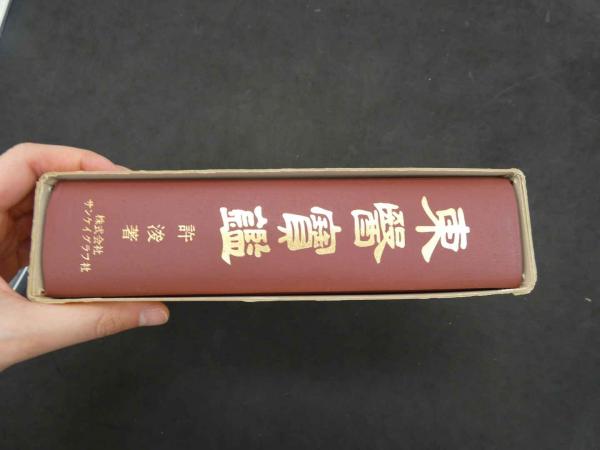 東醫寶鑑
許浚著
株式会社
サンケイグラフ社